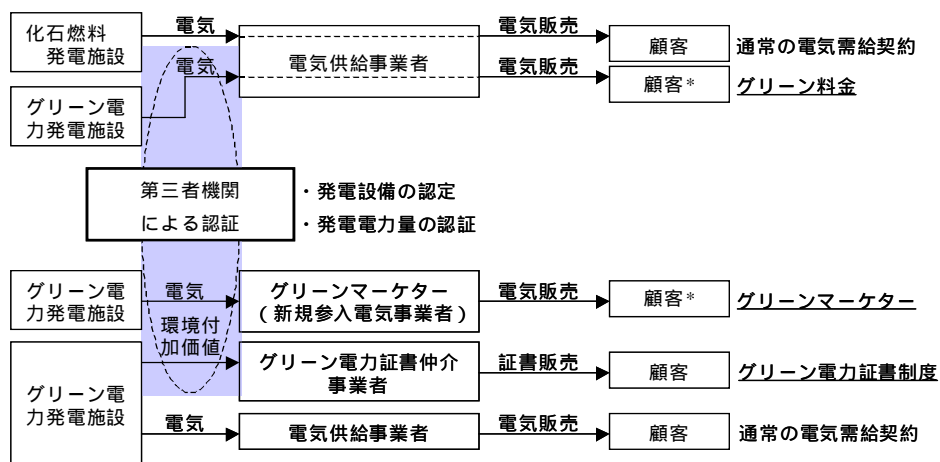 化石燃料
発電施設
電気
電気供給事業者
電気販売
顧客
通常の電気需給契約
グリーン電
力発電施設
電気
電気販売
顧客*
グリーン料金
第三者機関
による認証
・発電設備の認定
・発電電力量の認証
グリーン電
力発電施設
電気
グリーンマーケター
(新規参入電気事業者)
電気販売
顧客*
グリーンマーケター
グリーン電
力発電施設
環境付
加価値
グリーン電力証書仲介
事業者
証書販売
顧客
グリーン電力証書制度
電気
電気供給事業者
電気販売
顧客
通常の電気需給契約